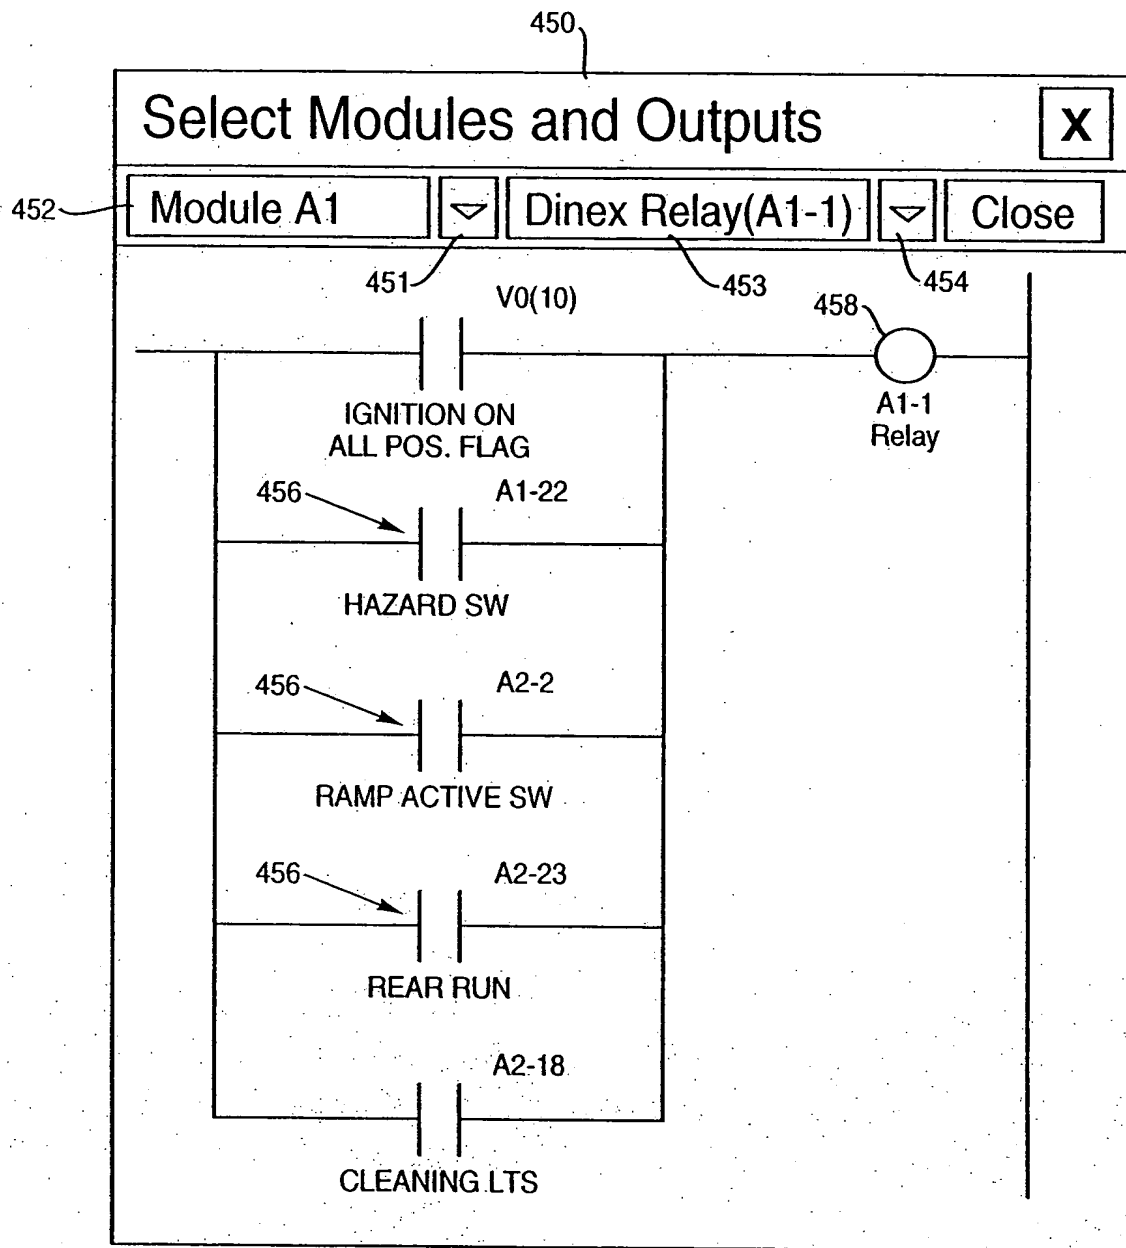 450
Select Modules and Outputs X
452 Module A1 Dinex Relay(A1-1) Close
451 453 454
V0(10) 458
IGNITION ON
ALL POS. FLAG
A1-1
Relay
456 A1-22
HAZARD SW
456 A2-2
RAMP ACTIVE SW
456 A2-23
REAR RUN
A2-18
CLEANING LTS